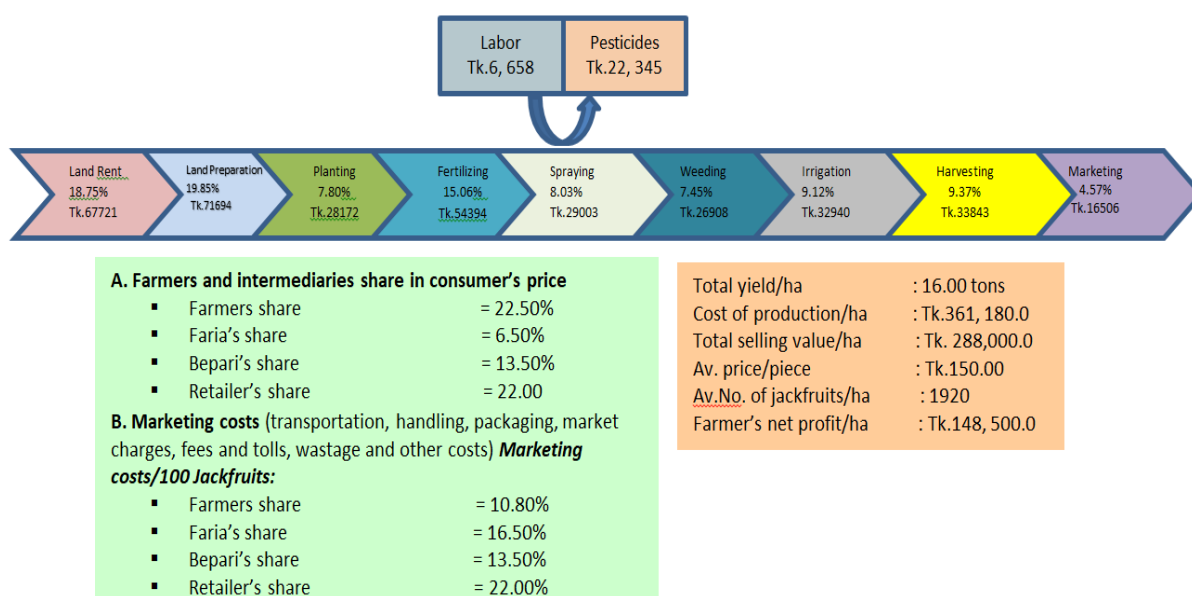 Labor
Tk.6, 658
Pesticides
Tk.22, 345
Land Rent
18.75%
Tk.67721
Land Preparation
19.85%
Tk.71694
Planting
7.80%
Tk.28172
Fertilizing
15.06%
Tk.54394
Spraying
8.03%
Tk.29003
Weeding
7.45%
Tk.26908
Irrigation
9.12%
Tk.32940
Harvesting
9.37%
Tk.33843
Marketing
4.57%
Tk.16506
A. Farmers and intermediaries share in consumer’s price
▪ Farmers share = 22.50%
▪ Faria’s share = 6.50%
▪ Bepari’s share = 13.50%
▪ Retailer’s share = 22.00
B. Marketing costs (transportation, handling, packaging, market
charges, fees and tolls, wastage and other costs) Marketing
costs/100 Jackfruits:
▪ Farmers share = 10.80%
▪ Faria’s share = 16.50%
▪ Bepari’s share = 13.50%
▪ Retailer’s share = 22.00%
Total yield/ha : 16.00 tons
Cost of production/ha : Tk.361, 180.0
Total selling value/ha : Tk. 288,000.0
Av. price/piece : Tk.150.00
Av.No. of jackfruits/ha : 1920
Farmer’s net profit/ha : Tk.148, 500.0